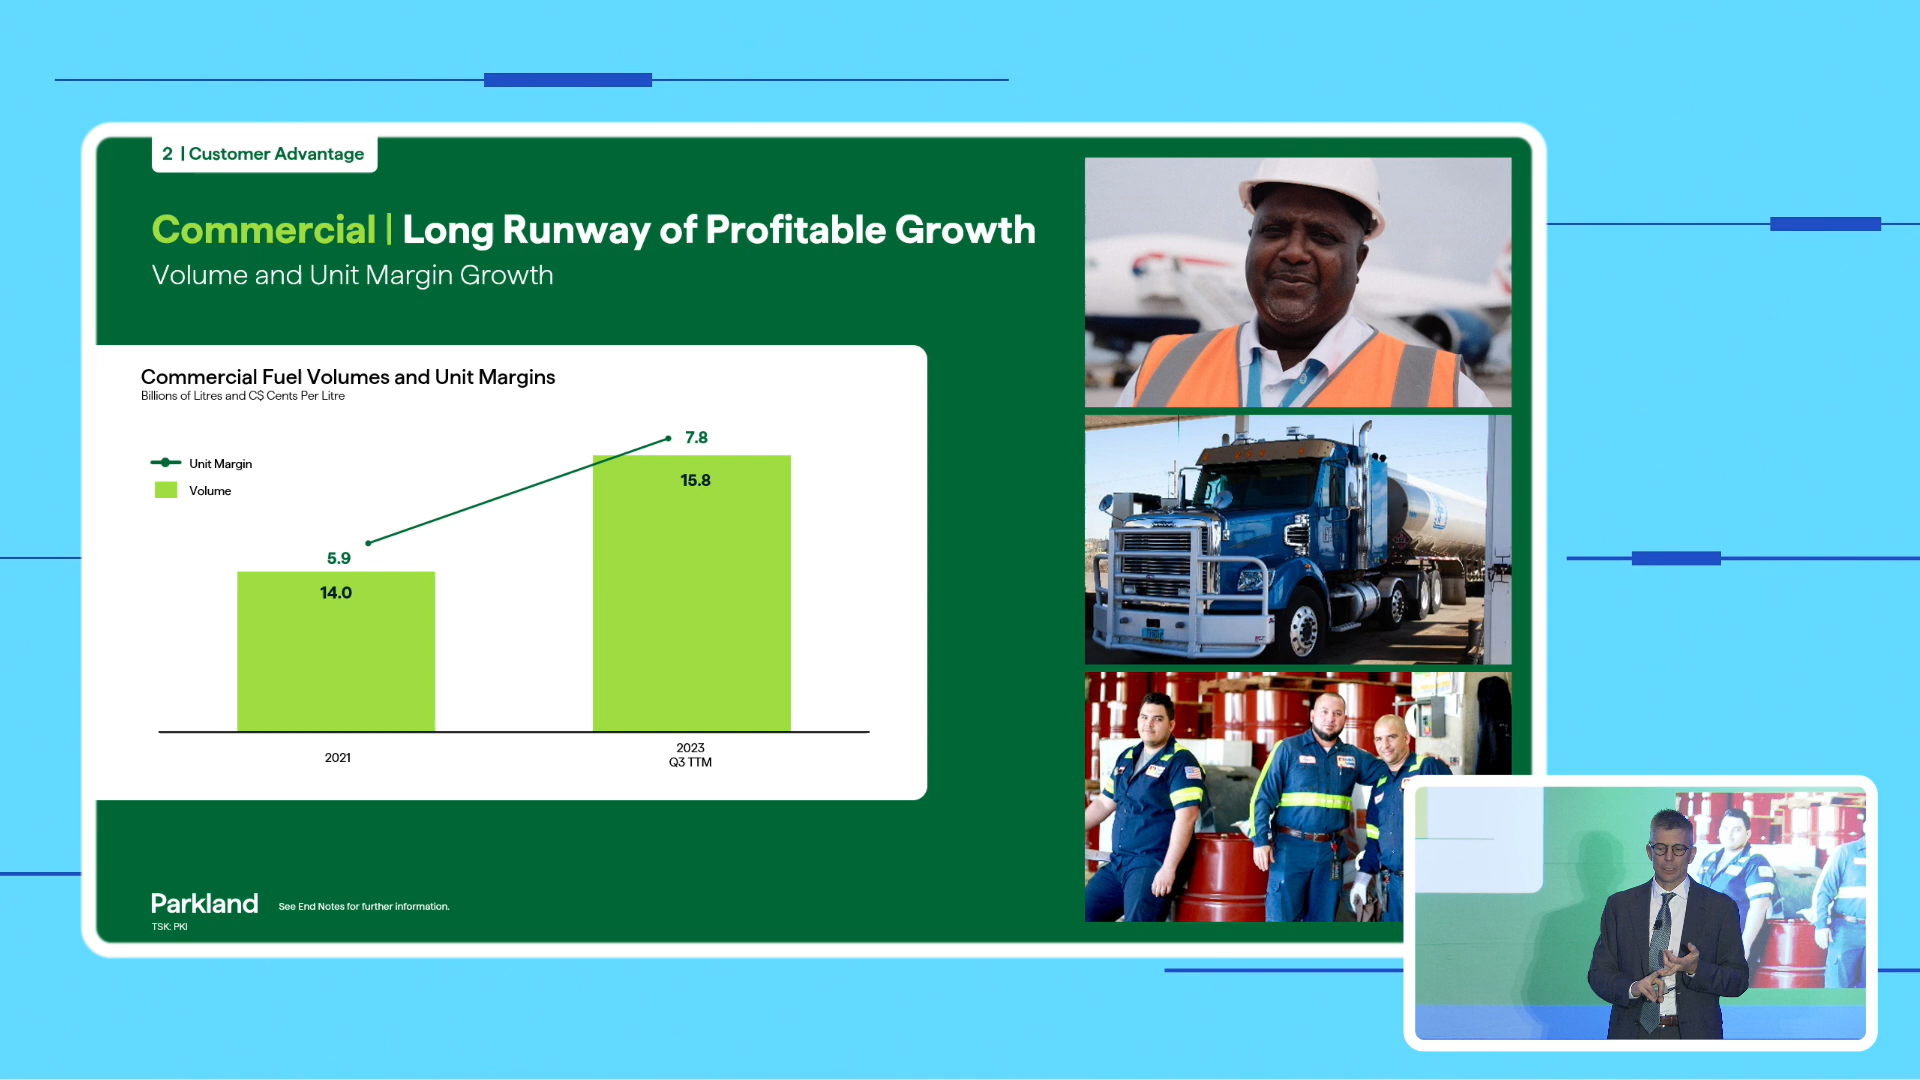 2 | Customer Advantage
Commercial | Long Runway of Profitable Growth
Volume and Unit Margin Growth
Commercial Fuel Volumes and Unit Margins
Billions of Litres and C$ Cents Per Litre
Unit Margin
Volume
5.9
14.0
7.8
15.8
2021
2023
Q3 TTM
Parkland
See End Notes for further information.
TSK: PKI